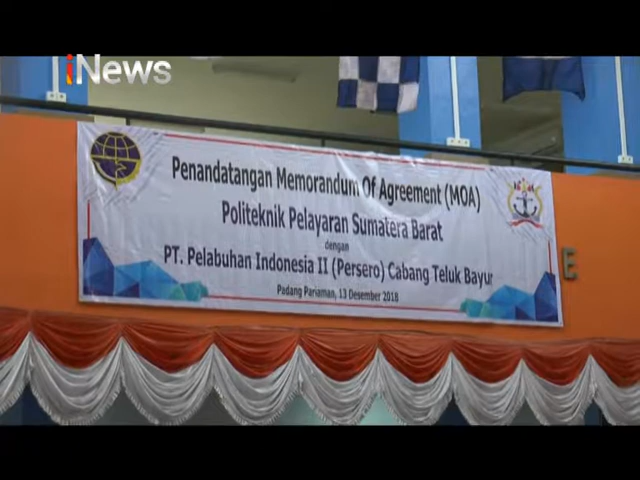 iNews
Penandatangan Memorandum Of Agreement (MOA)
Politeknik Pelayaran Sumatera Barat
dengan
PT. Pelabuhan Indonesia II (Persero) Cabang Teluk Bayur
Padang Pariaman, 13 Desember 2018
E